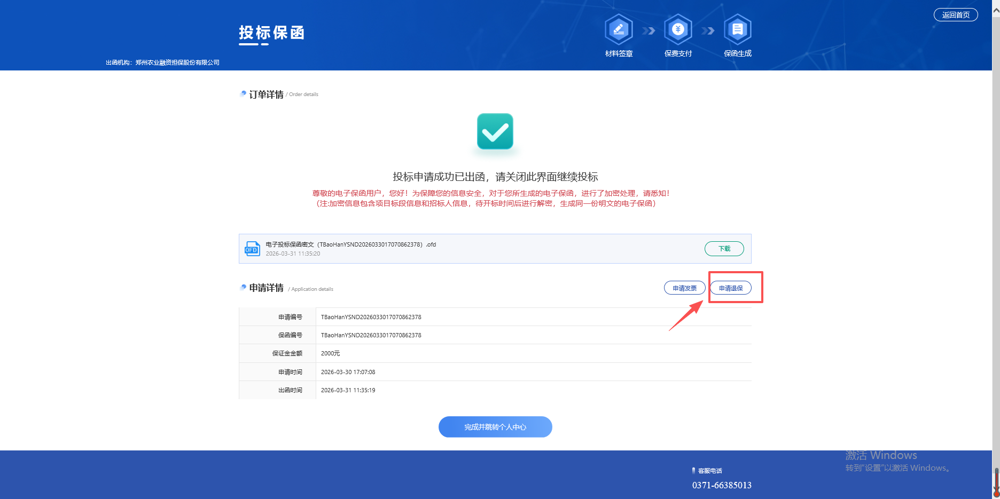 返回首页
投标保函
材料签章
保费支付
保函生成
出函机构：郑州农业融资担保股份有限公司
订单详情 / Order details
投标申请成功已出函，请关闭此界面继续投标
尊敬的电子保函用户，您好！为保障您的信息安全，对于您所生成的电子保函，进行了加密处理，请悉知！
（注:加密信息包含项目标段信息和招标人信息，待开标时间后进行解密，生成同一份明文的电子保函）
OFD
电子投标保函密文（TBaoHanYSND2026033017070862378）.ofd
2026-03-31 11:35:20
下载
申请详情 / Application details
申请发票
申请退保
申请编号 TBaoHanYSND2026033017070862378
保函编号 TBaoHanYSND2026033017070862378
保证金金额 2000元
申请时间 2026-03-30 17:07:08
出函时间 2026-03-31 11:35:19
完成并跳转个人中心
激活 Windows
转到“设置”以激活 Windows。
客服电话
0371-66385013